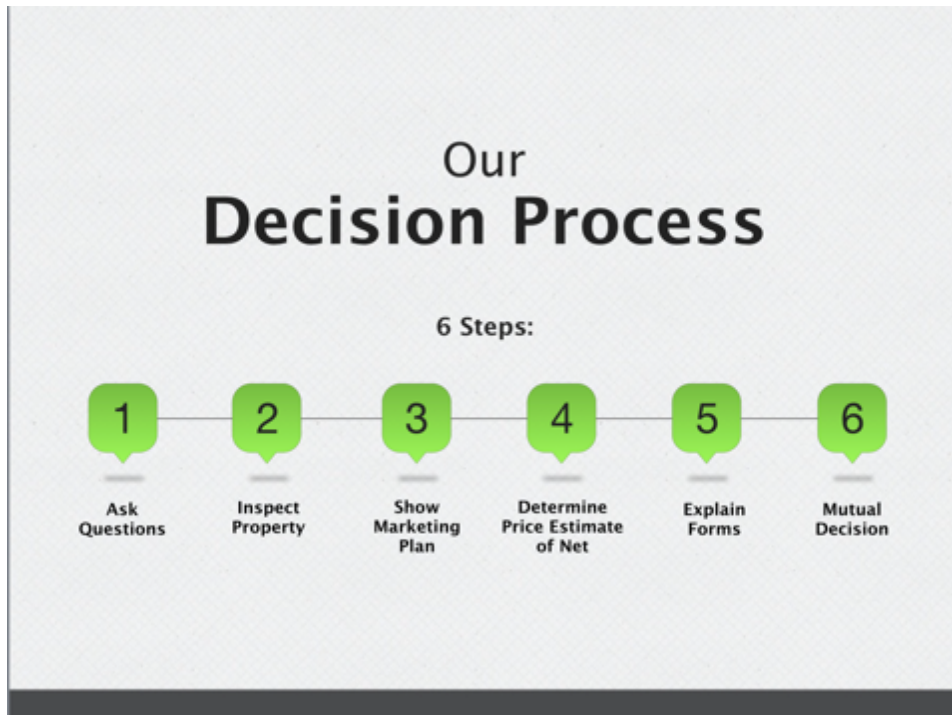 Our
Decision Process
6 Steps:
1 2 3 4 5 6
Ask
Questions
Inspect
Property
Show
Marketing
Plan
Determine
Price Estimate
of Net
Explain
Forms
Mutual
Decision